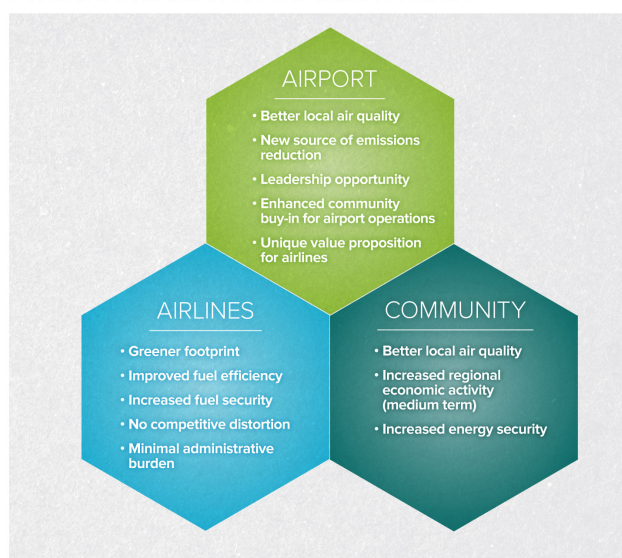 AIRPORT
• Better local air quality
• New source of emissions
reduction
• Leadership opportunity
• Enhanced community
buy-in for airport operations
• Unique value proposition
for airlines
AIRLINES
• Greener footprint
• Improved fuel efficiency
• Increased fuel security
• No competitive distortion
• Minimal administrative
burden
COMMUNITY
• Better local air quality
• Increased regional
economic activity
(medium term)
• Increased energy security